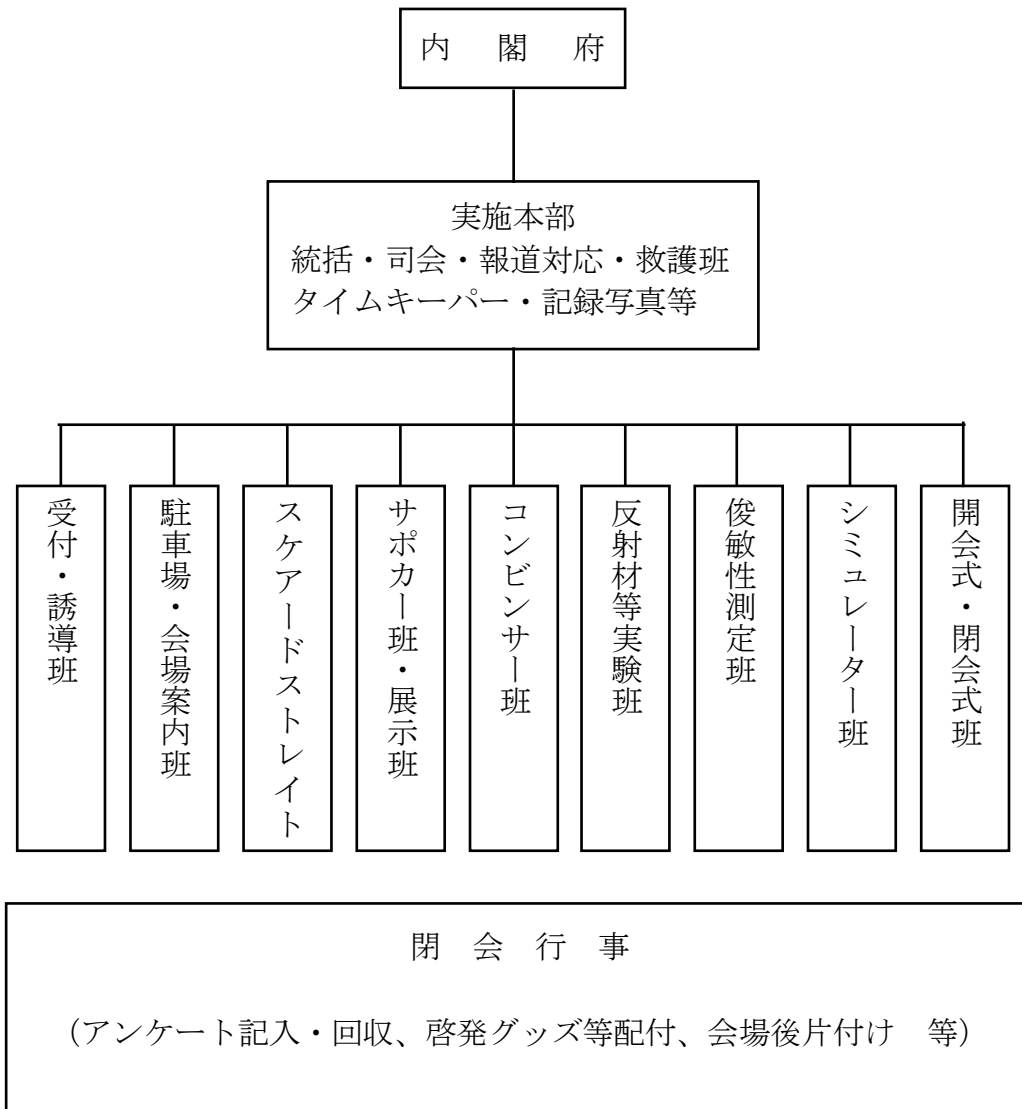 内　閣　府
実施本部
統括・司会・報道対応・救護班
タイムキーパー・記録写真等
受付・誘導班
駐車場・会場案内班
スケアードストレイト
サポカー班・展示班
コンビンサー班
反射材等実験班
俊敏性測定班
シミュレーター班
開会式・閉会式班
閉　会　行　事
（アンケート記入・回収、啓発グッズ等配付、会場後片付け　等）